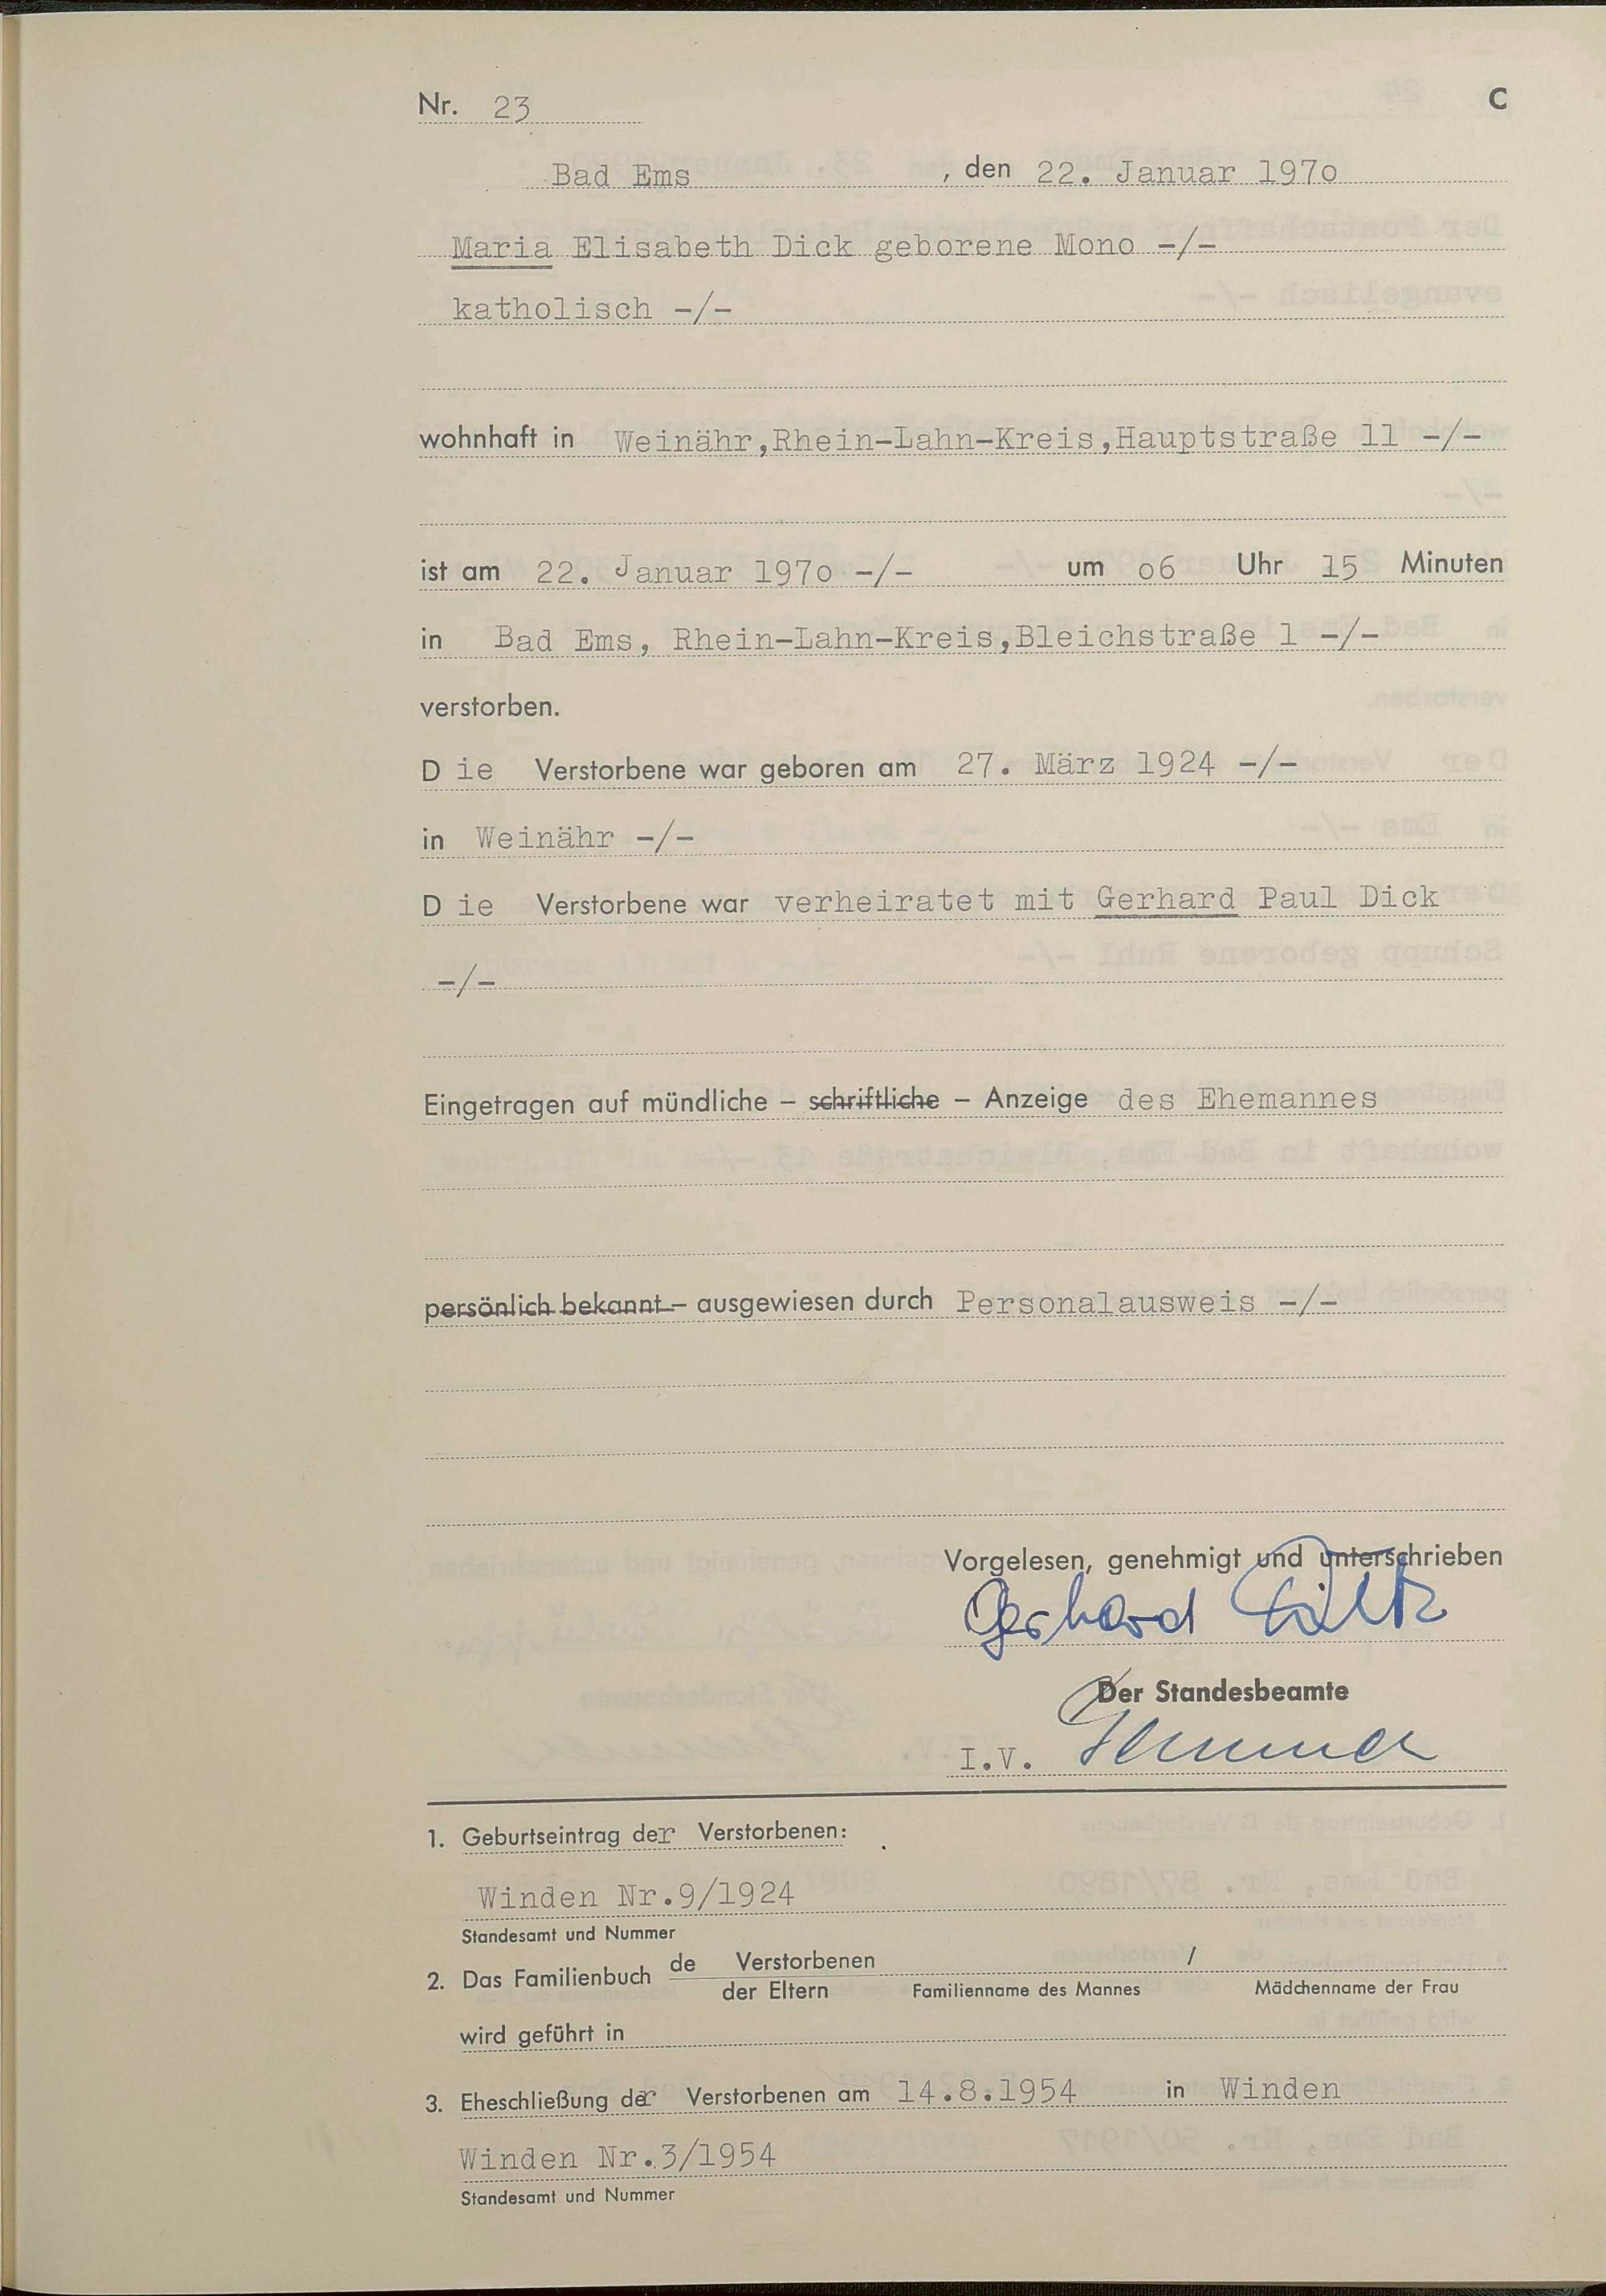 Nr. 23 C
Bad Ems , den 22. Januar 197o
Maria Elisabeth Dick geborene Mono -/-
katholisch -/-
wohnhaft in Weinähr,Rhein-Lahn-Kreis,Hauptstraße 11 -/-
ist am 22. Januar 197o -/- um o6 Uhr 15 Minuten
in Bad Ems, Rhein-Lahn-Kreis,Bleichstraße 1 -/-
verstorben.
D ie Verstorbene war geboren am 27. März 1924 -/-
in Weinähr -/-
D ie Verstorbene war verheiratet mit Gerhard Paul Dick
-/-
Eingetragen auf mündliche – schriftliche – Anzeige des Ehemannes
persönlich bekannt – ausgewiesen durch Personalausweis -/-
Vorgelesen, genehmigt und unterschrieben
Gerhard Dick
Der Standesbeamte
I.V.
1. Geburtseintrag der Verstorbenen:
Winden Nr.9/1924
Standesamt und Nummer
2. Das Familienbuch de Verstorbenen /
der Eltern Familienname des Mannes Mädchenname der Frau
wird geführt in
3. Eheschließung der Verstorbenen am 14.8.1954 in Winden
Winden Nr.3/1954
Standesamt und Nummer